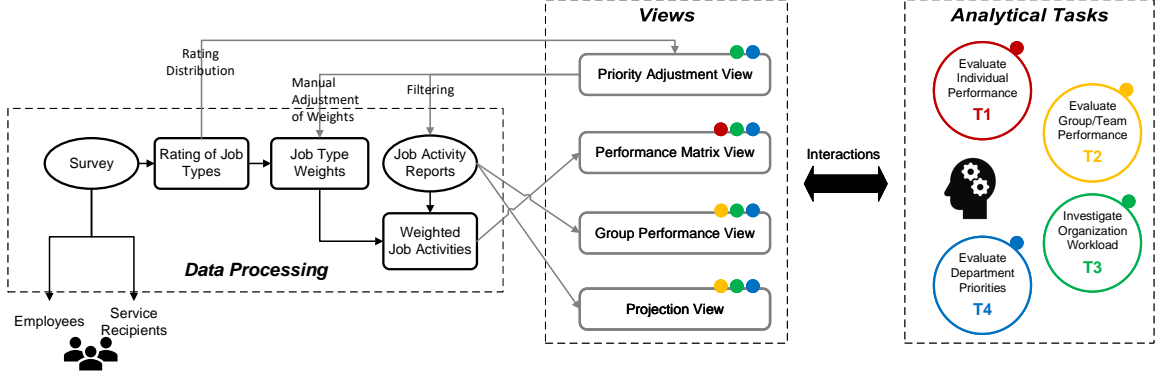 Views
Analytical Tasks
Rating
Distribution
Manual
Adjustment
of Weights
Filtering
Priority Adjustment View
Evaluate
Individual
Performance
T1
Evaluate
Group/Team
Performance
T2
Survey
Rating of Job
Types
Job Type
Weights
Job Activity
Reports
Performance Matrix View
Interactions
Weighted
Job Activities
Group Performance View
Investigate
Organization
Workload
T3
Data Processing
Evaluate
Department
Priorities
T4
Projection View
Employees
Service
Recipients